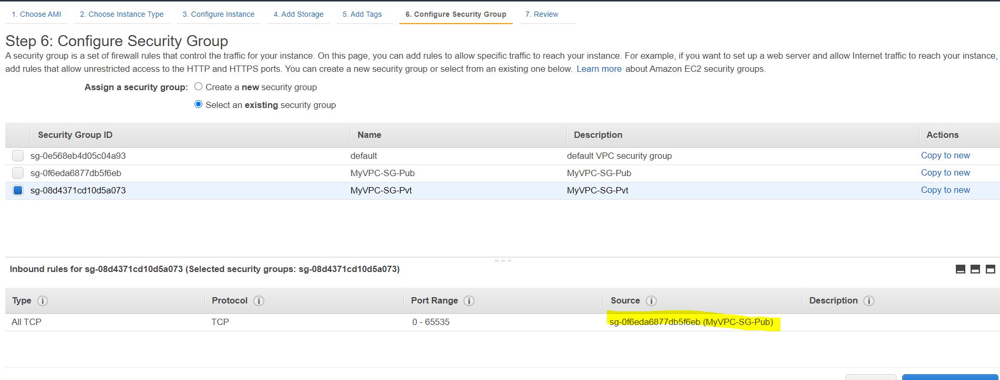 1. Choose AMI 2. Choose Instance Type 3. Configure Instance 4. Add Storage 5. Add Tags 6. Configure Security Group 7. Review
Step 6: Configure Security Group
A security group is a set of firewall rules that control the traffic for your instance. On this page, you can add rules to allow specific traffic to reach your instance. For example, if you want to set up a web server and allow Internet traffic to reach your instance,
add rules that allow unrestricted access to the HTTP and HTTPS ports. You can create a new security group or select from an existing one below. Learn more about Amazon EC2 security groups.
Assign a security group: Create a new security group
Select an existing security group
Security Group ID Name Description Actions
sg-0e568eb4d05c04a93 default default VPC security group Copy to new
sg-0f6eda6877db5f6eb MyVPC-SG-Pub MyVPC-SG-Pub Copy to new
sg-08d4371cd10d5a073 MyVPC-SG-Pvt MyVPC-SG-Pvt Copy to new
Inbound rules for sg-08d4371cd10d5a073 (Selected security groups: sg-08d4371cd10d5a073)
Type i Protocol i Port Range i Source i Description i
All TCP TCP 0 - 65535 sg-0f6eda6877db5f6eb (MyVPC-SG-Pub)